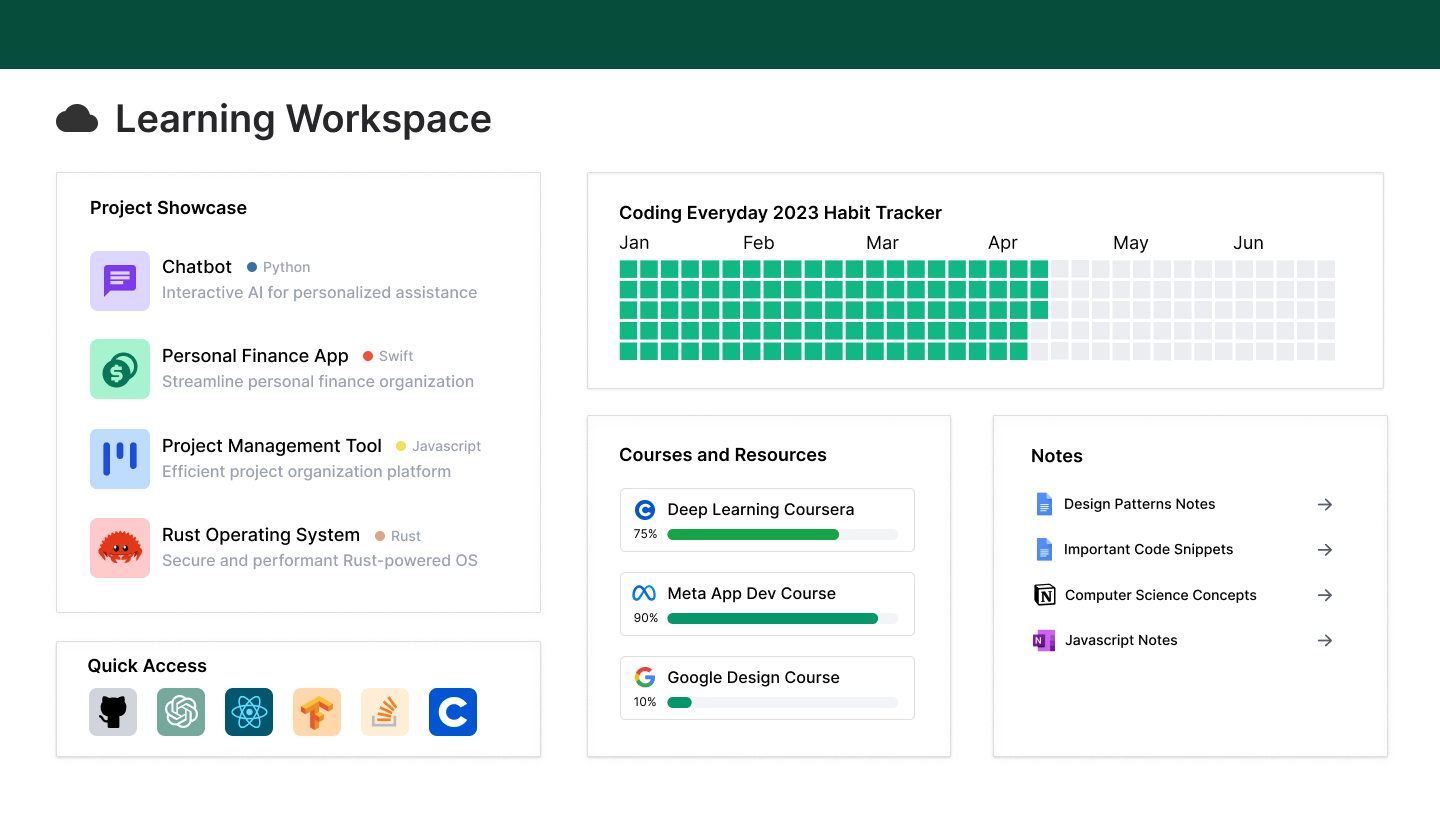 Learning Workspace
Project Showcase
Chatbot Python
Interactive AI for personalized assistance
Personal Finance App Swift
Streamline personal finance organization
Project Management Tool Javascript
Efficient project organization platform
Rust Operating System Rust
Secure and performant Rust-powered OS
Quick Access
Coding Everyday 2023 Habit Tracker
Jan Feb Mar Apr May Jun
Courses and Resources
Deep Learning Coursera
75%
Meta App Dev Course
90%
Google Design Course
10%
Notes
Design Patterns Notes
Important Code Snippets
Computer Science Concepts
Javascript Notes